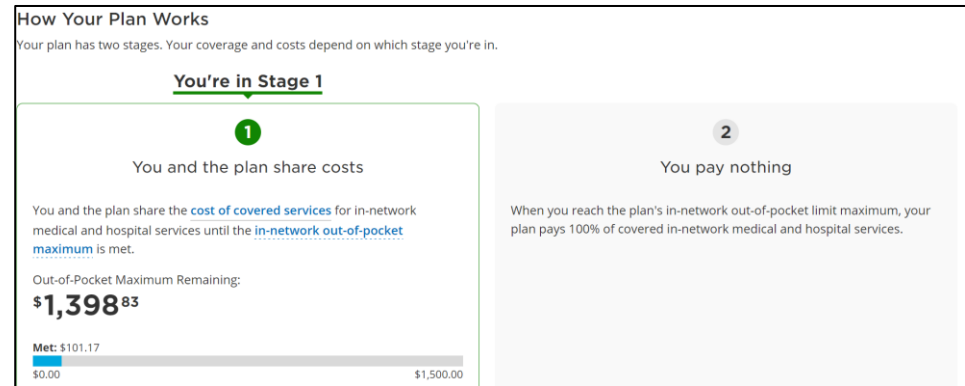 How Your Plan Works
Your plan has two stages. Your coverage and costs depend on which stage you're in.
You're in Stage 1
1
You and the plan share costs
You and the plan share the cost of covered services for in-network
medical and hospital services until the in-network out-of-pocket
maximum is met.
Out-of-Pocket Maximum Remaining:
$1,398 83
Met: $101.17
$0.00 $1,500.00
2
You pay nothing
When you reach the plan's in-network out-of-pocket limit maximum, your
plan pays 100% of covered in-network medical and hospital services.